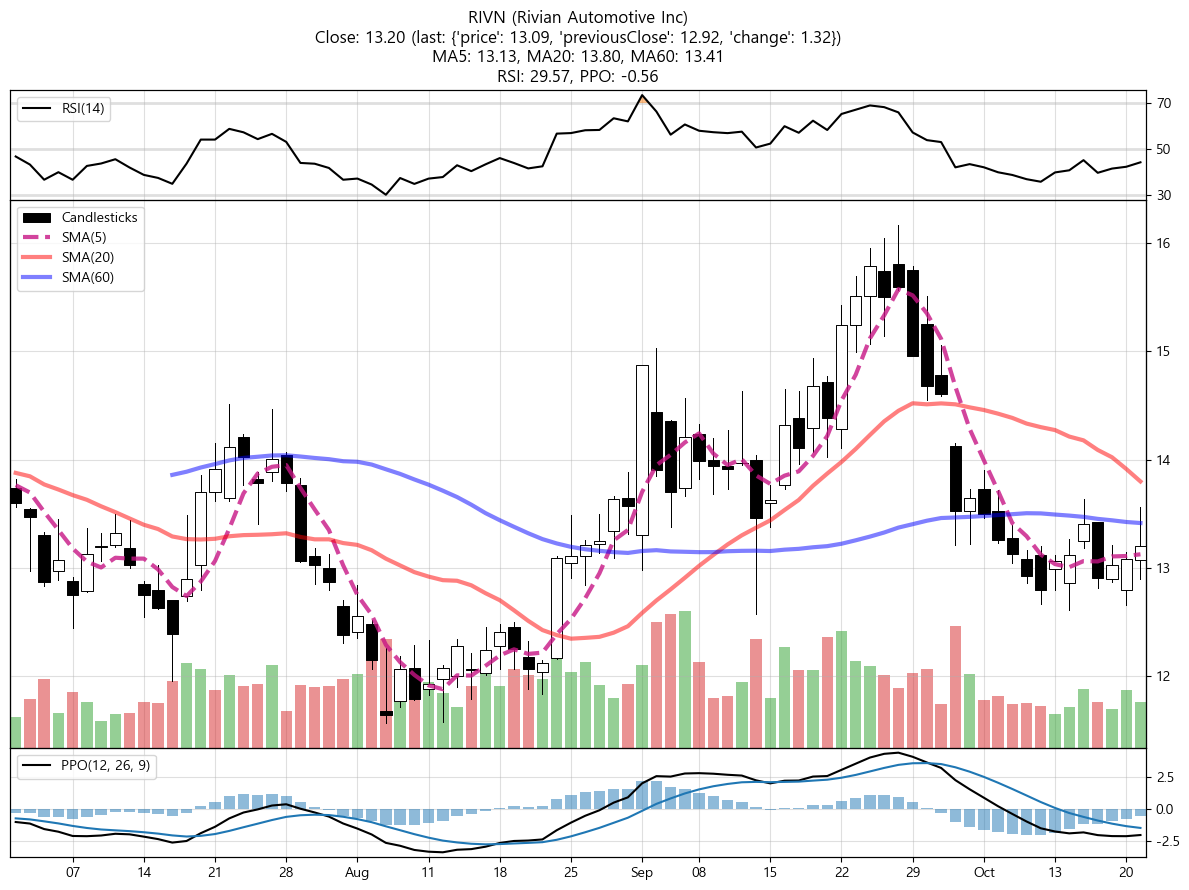 RIVN (Rivian Automotive Inc)
Close: 13.20 (last: {'price': 13.09, 'previousClose': 12.92, 'change': 1.32})
MA5: 13.13, MA20: 13.80, MA60: 13.41
RSI: 29.57, PPO: -0.56
RSI(14)
70
50
30
Candlesticks
SMA(5)
SMA(20)
SMA(60)
16
15
14
13
12
PPO(12, 26, 9)
2.5
0.0
−2.5
07 14 21 28 Aug 11 18 25 Sep 08 15 22 29 Oct 13 20